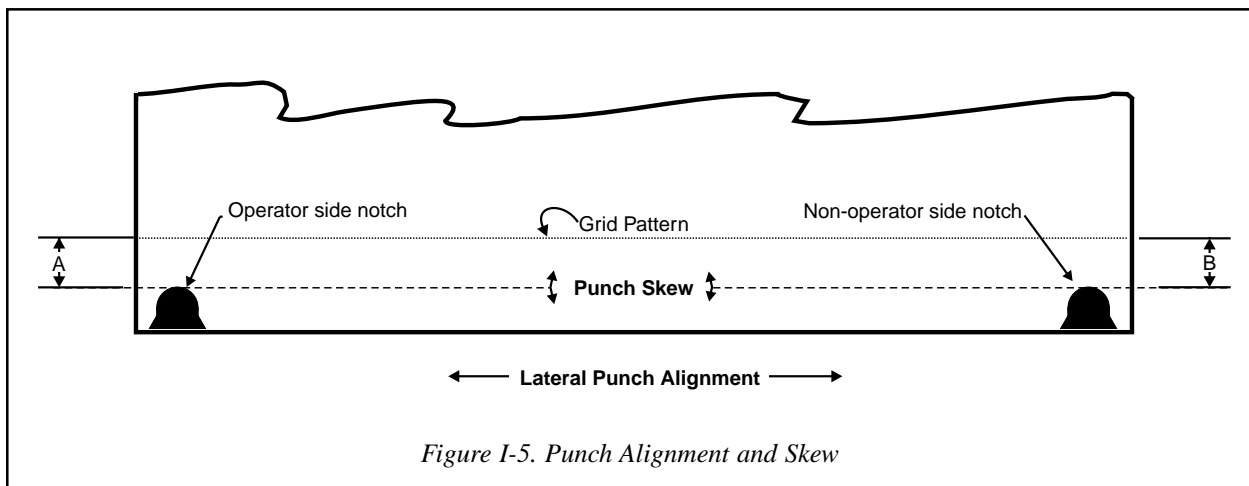 Operator side notch
Non-operator side notch
Grid Pattern
A
B
Punch Skew
Lateral Punch Alignment
Figure I-5. Punch Alignment and Skew